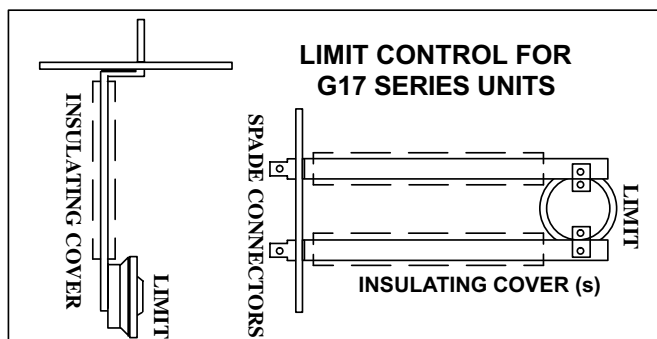 LIMIT CONTROL FOR
G17 SERIES UNITS
INSULATING COVER
LIMIT
SPADE CONNECTORS
LIMIT
INSULATING COVER (s)